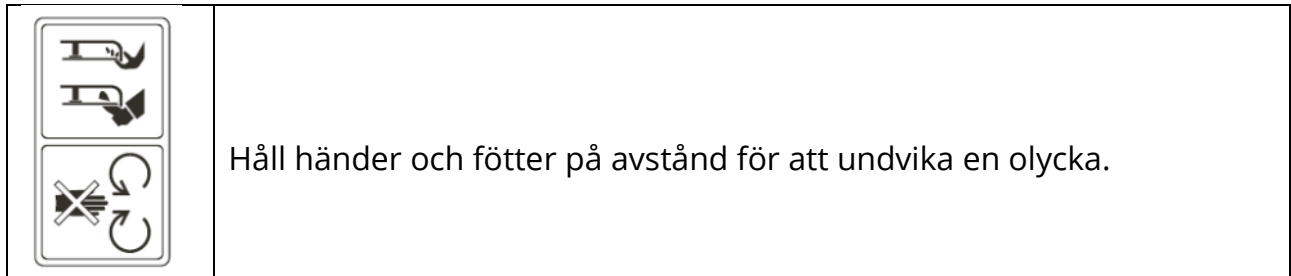 Håll händer och fötter på avstånd för att undvika en olycka.